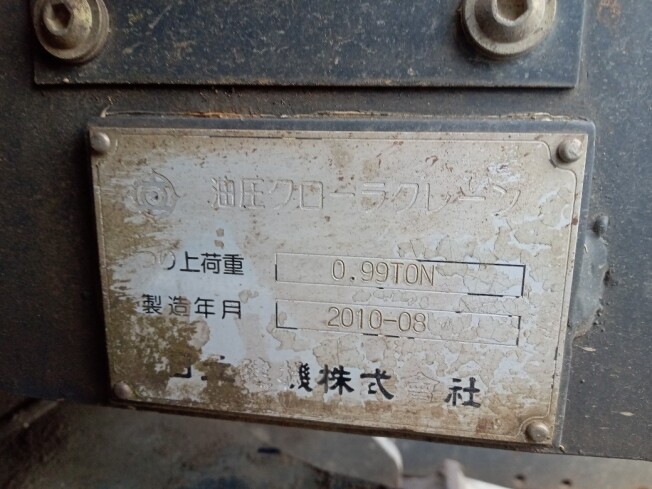 油圧クローラクレーン
つり上荷重 0.99TON
製造年月 2010-08
機株式会社